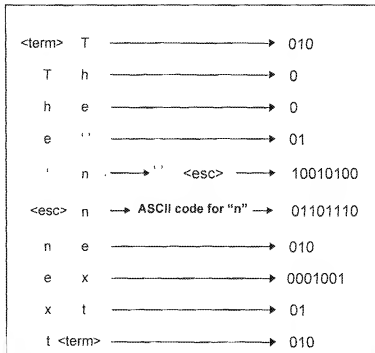 <term> T → 010
T h → 0
h e → 0
e ' ' → 01
' n → ' ' <esc> → 10010100
<esc> n → ASCII code for "n" → 01101110
n e → 010
e x → 0001001
x t → 01
t <term> → 010